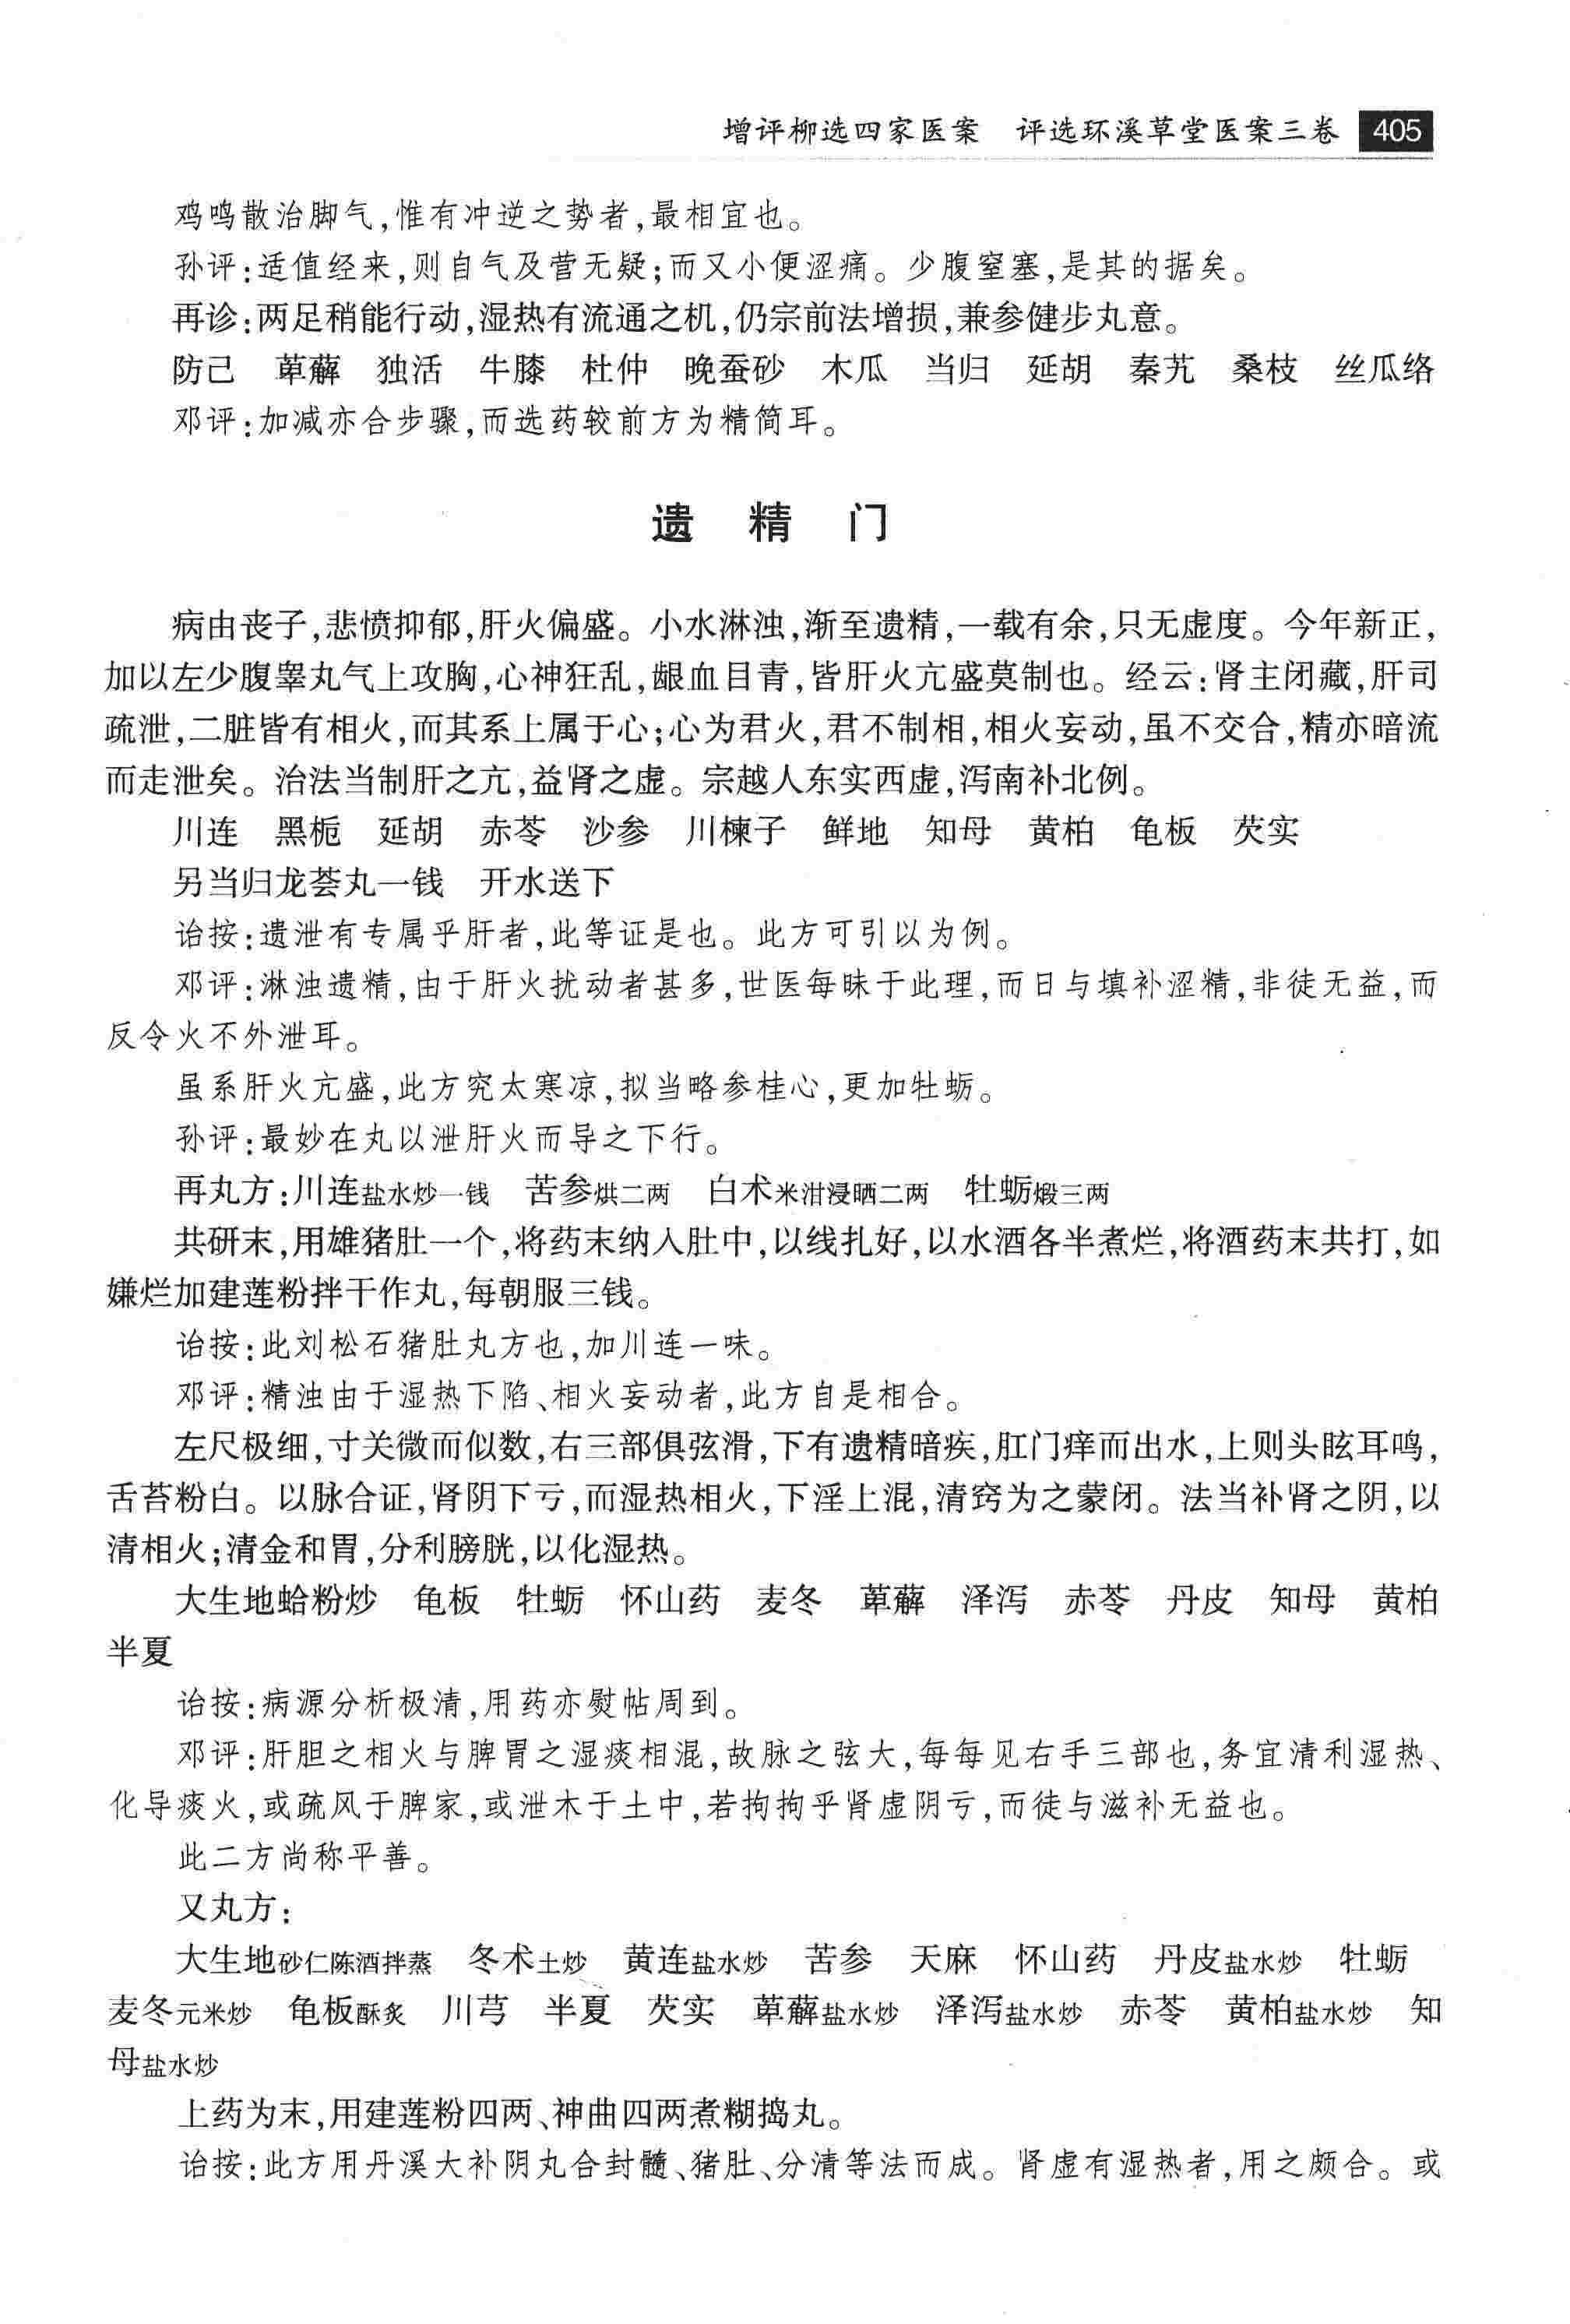 增评柳选四家医案　评选环溪草堂医案三卷　405
鸡鸣散治脚气,惟有冲逆之势者,最相宜也。
孙评:适值经来,则自气及营无疑;而又小便涩痛。少腹窒塞,是其的据矣。
再诊:两足稍能行动,湿热有流通之机,仍宗前法增损,兼参健步丸意。
防己　萆薢　独活　牛膝　杜仲　晚蚕砂　木瓜　当归　延胡　秦艽　桑枝　丝瓜络
邓评:加减亦合步骤,而选药较前方为精简耳。
遗　精　门
病由丧子,悲愤抑郁,肝火偏盛。小水淋浊,渐至遗精,一载有余,只无虚度。今年新正,
加以左少腹睾丸气上攻胸,心神狂乱,龈血目青,皆肝火亢盛莫制也。经云:肾主闭藏,肝司
疏泄,二脏皆有相火,而其系上属于心;心为君火,君不制相,相火妄动,虽不交合,精亦暗流
而走泄矣。治法当制肝之亢,益肾之虚。宗越人东实西虚,泻南补北例。
川连　黑栀　延胡　赤苓　沙参　川楝子　鲜地　知母　黄柏　龟板　芡实
另当归龙荟丸一钱　开水送下
诒按:遗泄有专属乎肝者,此等证是也。此方可引以为例。
邓评:淋浊遗精,由于肝火扰动者甚多,世医每昧于此理,而日与填补涩精,非徒无益,而
反令火不外泄耳。
虽系肝火亢盛,此方究太寒凉,拟当略参桂心,更加牡蛎。
孙评:最妙在丸以泄肝火而导之下行。
再丸方:川连盐水炒一钱　苦参烘二两　白术米泔浸晒二两　牡蛎煅三两
共研末,用雄猪肚一个,将药末纳入肚中,以线扎好,以水酒各半煮烂,将酒药末共打,如
嫌烂加建莲粉拌干作丸,每朝服三钱。
诒按:此刘松石猪肚丸方也,加川连一味。
邓评:精浊由于湿热下陷、相火妄动者,此方自是相合。
左尺极细,寸关微而似数,右三部俱弦滑,下有遗精暗疾,肛门痒而出水,上则头眩耳鸣,
舌苔粉白。以脉合证,肾阴下亏,而湿热相火,下淫上混,清窍为之蒙闭。法当补肾之阴,以
清相火;清金和胃,分利膀胱,以化湿热。
大生地蛤粉炒　龟板　牡蛎　怀山药　麦冬　萆薢　泽泻　赤苓　丹皮　知母　黄柏
半夏
诒按:病源分析极清,用药亦熨帖周到。
邓评:肝胆之相火与脾胃之湿痰相混,故脉之弦大,每每见右手三部也,务宜清利湿热、
化导痰火,或疏风于脾家,或泄木于土中,若拘拘乎肾虚阴亏,而徒与滋补无益也。
此二方尚称平善。
又丸方:
大生地砂仁陈酒拌蒸　冬术土炒　黄连盐水炒　苦参　天麻　怀山药　丹皮盐水炒　牡蛎
麦冬元米炒　龟板酥炙　川芎　半夏　芡实　萆薢盐水炒　泽泻盐水炒　赤苓　黄柏盐水炒　知
母盐水炒
上药为末,用建莲粉四两、神曲四两煮糊捣丸。
诒按:此方用丹溪大补阴丸合封髓、猪肚、分清等法而成。肾虚有湿热者,用之颇合。或